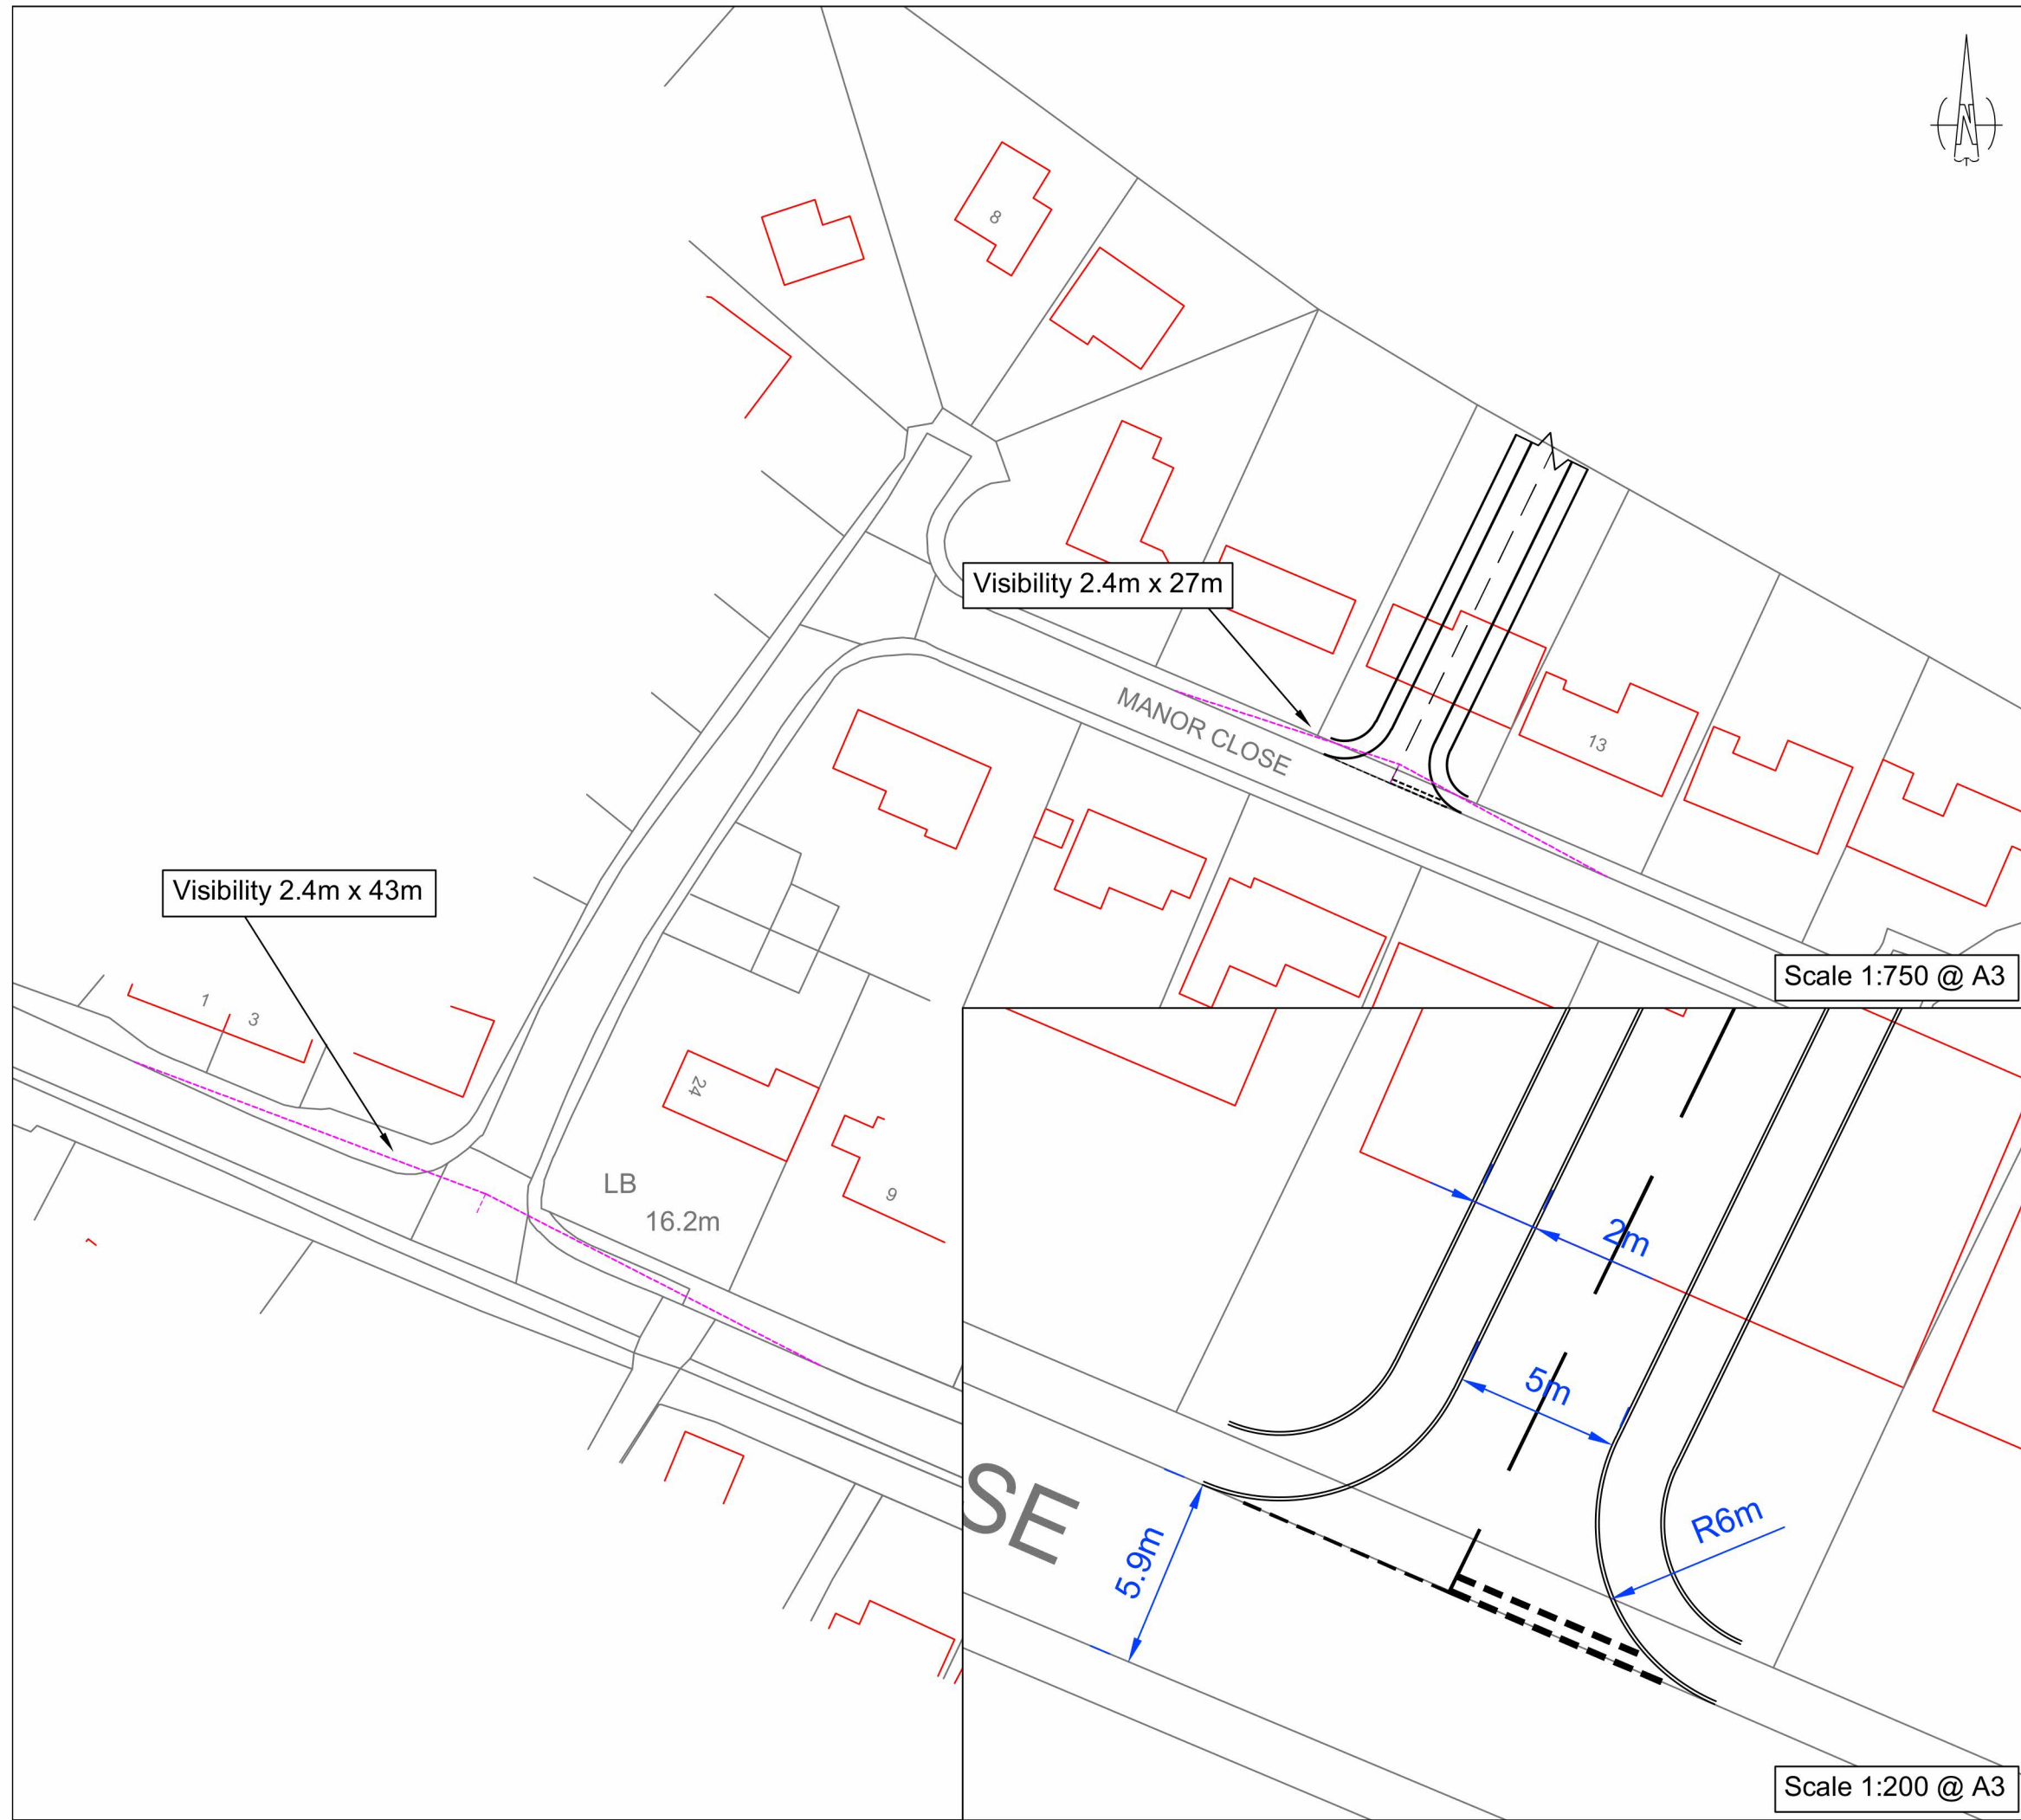 N
8
Visibility 2.4m x 27m
MANOR CLOSE
13
Visibility 2.4m x 43m
Scale 1:750 @ A3
1
3
24
LB
9
16.2m
2m
5m
SE
R6m
5.9m
Scale 1:200 @ A3